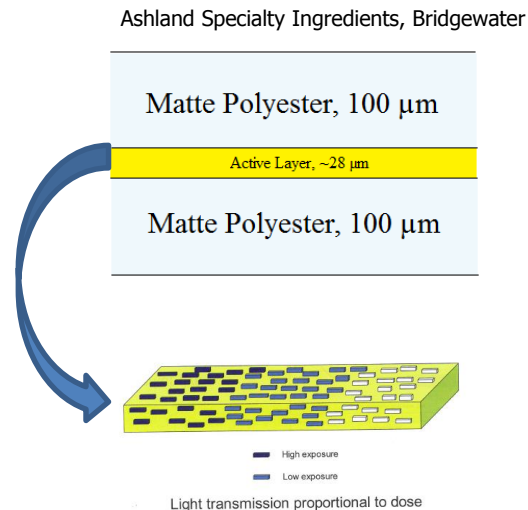 Ashland Specialty Ingredients, Bridgewater
Matte Polyester, 100 µm
Active Layer, ~28 µm
Matte Polyester, 100 µm
High exposure
Low exposure
Light transmission proportional to dose